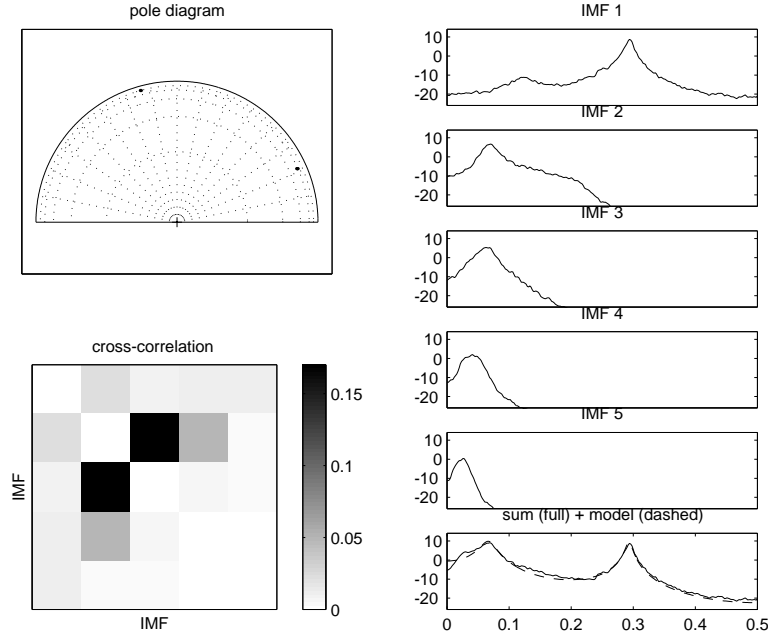 pole diagram
cross-correlation
IMF
IMF
0.15
0.1
0.05
0
IMF 1
10
0
-10
-20
IMF 2
10
0
-10
-20
IMF 3
10
0
-10
-20
IMF 4
10
0
-10
-20
IMF 5
10
0
-10
-20
sum (full) + model (dashed)
10
0
-10
-20
0 0.1 0.2 0.3 0.4 0.5